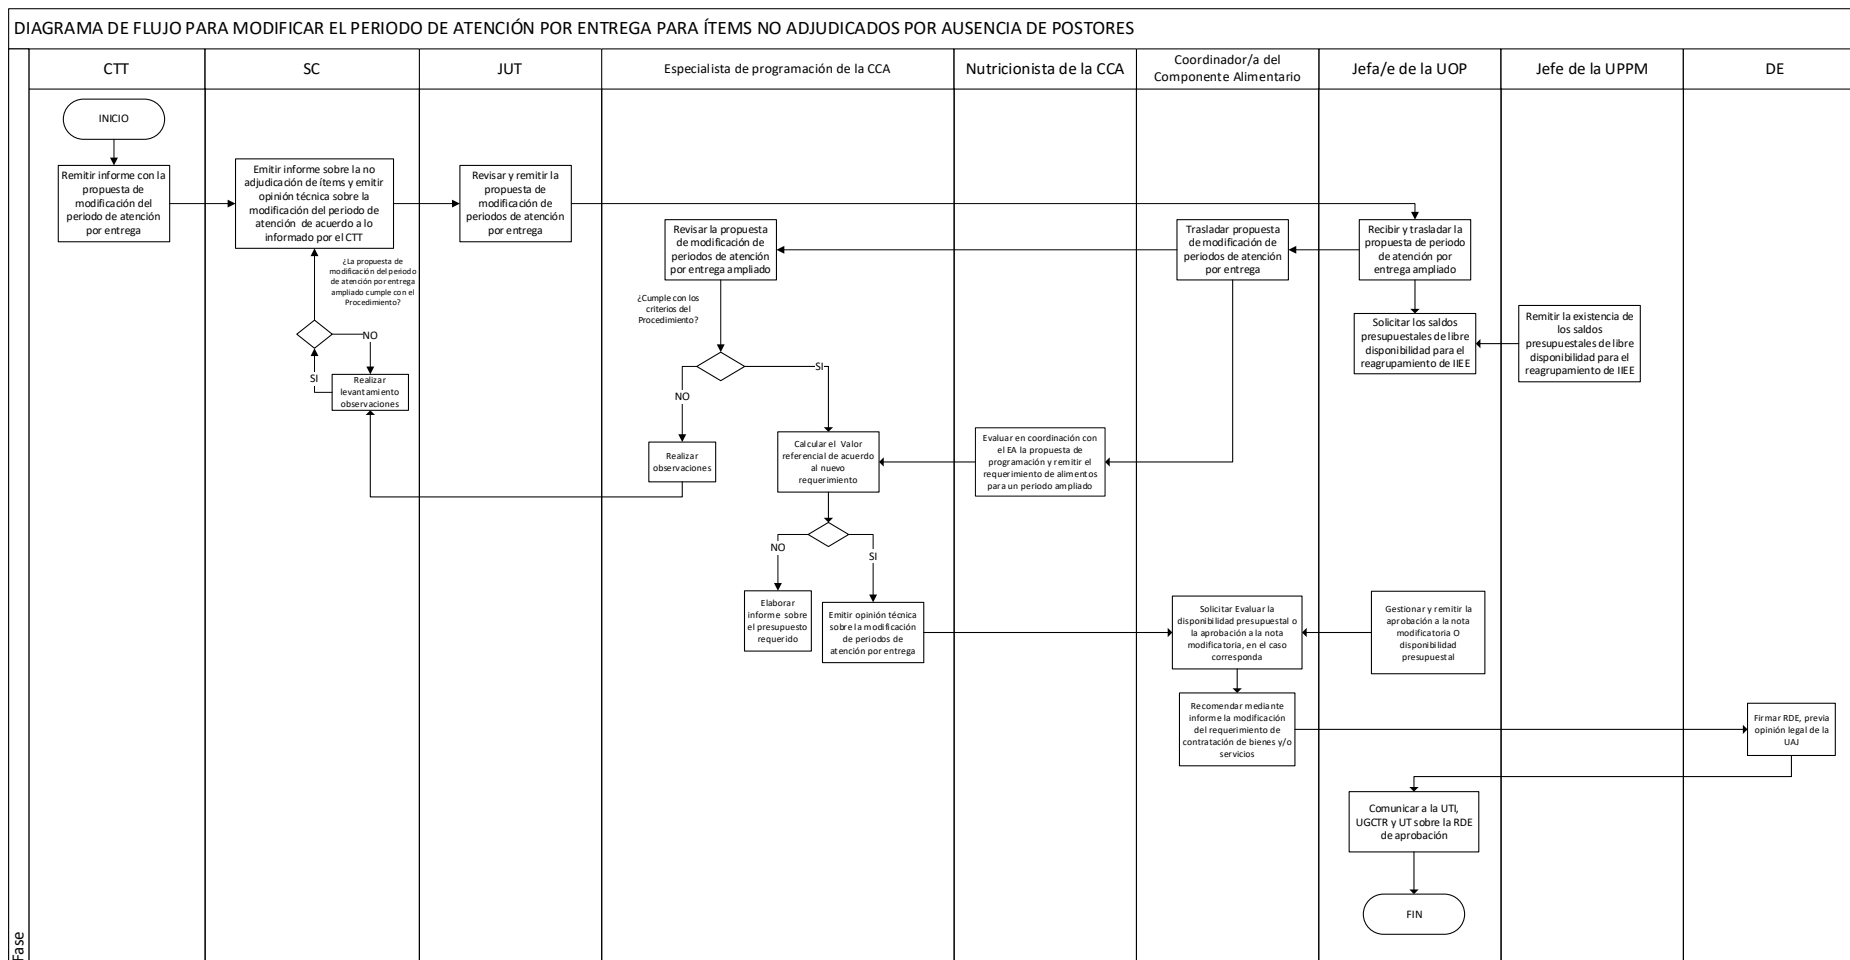 DIAGRAMA DE FLUJO PARA MODIFICAR EL PERIODO DE ATENCIÓN POR ENTREGA PARA ÍTEMS NO ADJUDICADOS POR AUSENCIA DE POSTORES
Fase
CTT
SC
JUT
Especialista de programación de la CCA
Nutricionista de la CCA
Coordinador/a del
Componente Alimentario
Jefa/e de la UOP
Jefe de la UPPM
DE
INICIO
Remitir informe con la
propuesta de
modificación del
periodo de atención
por entrega
Emitir informe sobre la no
adjudicación de ítems y emitir
opinión técnica sobre la
modificación del periodo de
atención de acuerdo a lo
informado por el CTT
Revisar y remitir la
propuesta de
modificación de
periodos de atención
por entrega
Revisar la propuesta
de modificación de
periodos de atención
por entrega ampliado
Trasladar propuesta
de modificación de
periodos de atención
por entrega
Recibir y trasladar la
propuesta de periodo
de atención por
entrega ampliado
¿La propuesta de
modificación del periodo
de atención por entrega
ampliado cumple con el
Procedimiento?
NO
SI
Realizar
levantamiento
observaciones
¿Cumple con los
criterios del
Procedimiento?
SI
NO
Solicitar los saldos
presupuestales de libre
disponibilidad para el
reagrupamiento de IIEE
Remitir la existencia de
los saldos
presupuestales de libre
disponibilidad para el
reagrupamiento de IIEE
Realizar
observaciones
Calcular el Valor
referencial de acuerdo
al nuevo
requerimiento
Evaluar en coordinación con
el EA la propuesta de
programación y remitir el
requerimiento de alimentos
para un periodo ampliado
NO
SI
Elaborar
informe sobre
el presupuesto
requerido
Emitir opinión técnica
sobre la modificación
de periodos de
atención por entrega
Solicitar Evaluar la
disponibilidad presupuestal o
la aprobación a la nota
modificatoria, en el caso
corresponda
Gestionar y remitir la
aprobación a la nota
modificatoria O
disponibilidad
presupuestal
Recomendar mediante
informe la modificación
del requerimiento de
contratación de bienes y/o
servicios
Firmar RDE, previa
opinión legal de la
UAJ
Comunicar a la UTI,
UGCTR y UT sobre la RDE
de aprobación
FIN